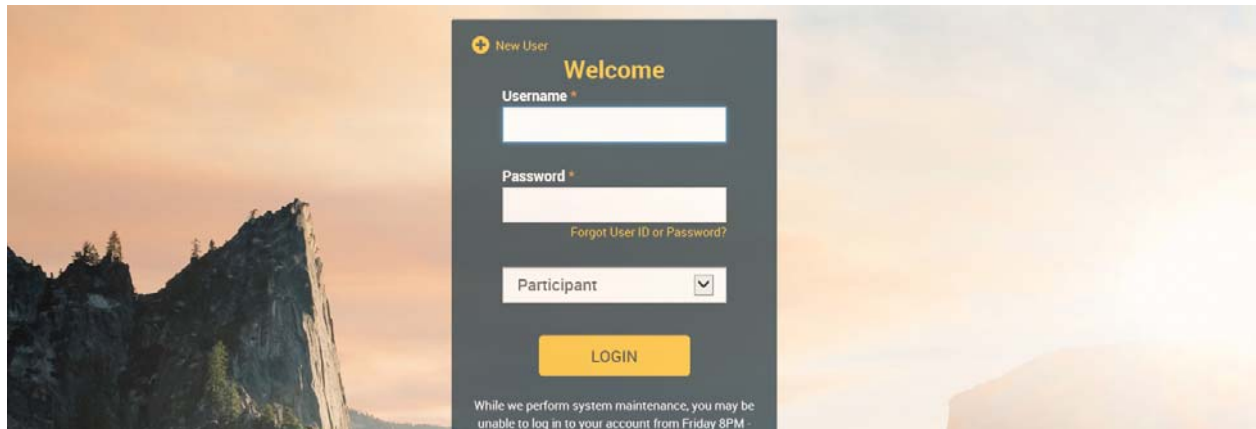 New User
Welcome
Username *
Password *
Forgot User ID or Password?
Participant
LOGIN
While we perform system maintenance, you may be
unable to log in to your account from Friday 8PM -